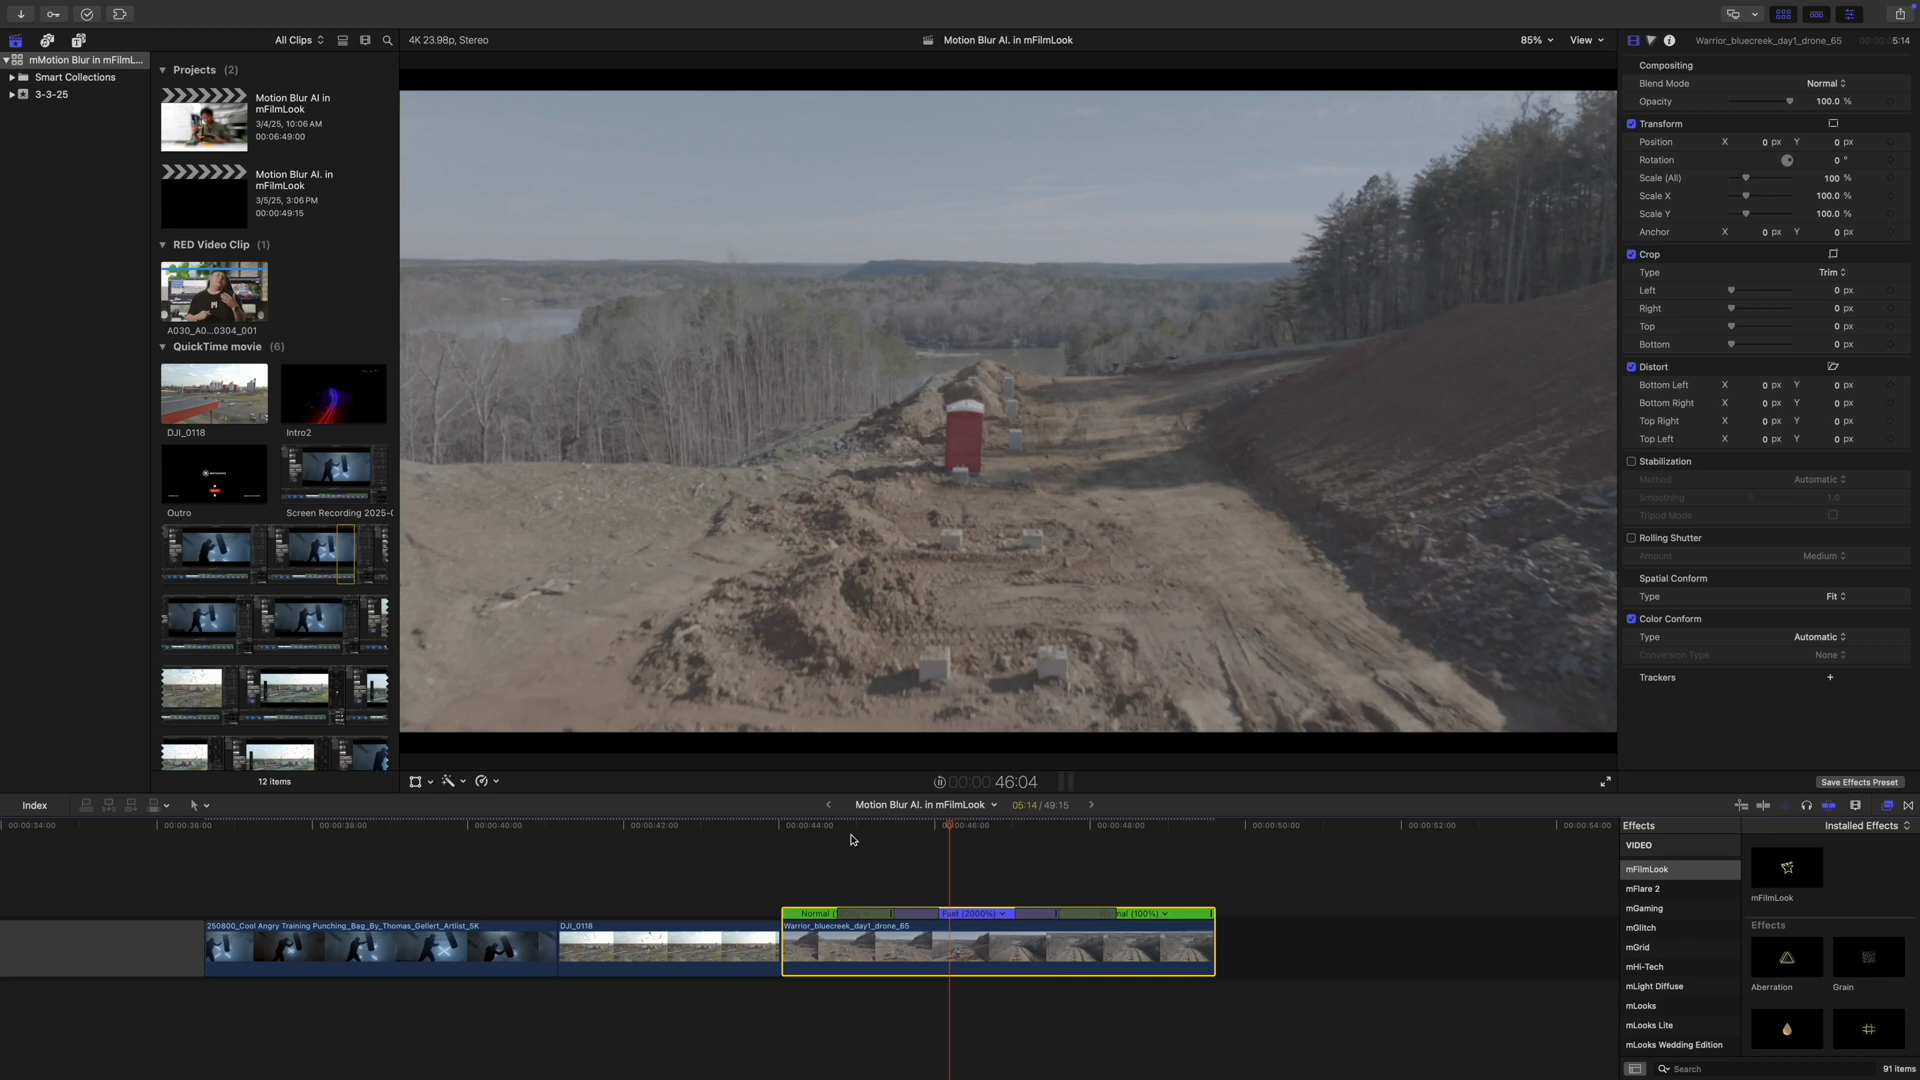 All Clips
4K 23.98p, Stereo
Motion Blur AI. in mFilmLook
85%
View
Warrior_bluecreek_day1_drone_65
5:14
mMotion Blur in mFilmL...
Smart Collections
3-3-25
Projects (2)
Motion Blur AI in
mFilmLook
3/4/25, 10:06 AM
00:06:49:00
Motion Blur AI. in
mFilmLook
3/5/25, 3:06 PM
00:00:49:15
RED Video Clip (1)
A030_A0...0304_001
QuickTime movie (6)
DJI_0118
Intro2
Outro
Screen Recording 2025-0
12 items
Compositing
Blend Mode Normal
Opacity 100.0 %
Transform
Position X 0 px Y 0 px
Rotation 0 °
Scale (All) 100 %
Scale X 100.0 %
Scale Y 100.0 %
Anchor X 0 px Y 0 px
Crop
Type Trim
Left 0 px
Right 0 px
Top 0 px
Bottom 0 px
Distort
Bottom Left X 0 px Y 0 px
Bottom Right X 0 px Y 0 px
Top Right X 0 px Y 0 px
Top Left X 0 px Y 0 px
Stabilization
Method Automatic
Smoothing 1.0
Tripod Mode
Rolling Shutter
Amount Medium
Spatial Conform
Type Fit
Color Conform
Type Automatic
Conversion Type None
Trackers +
Save Effects Preset
00:00:46:04
Index
Motion Blur AI. in mFilmLook
05:14 / 49:15
00:00:34:00
00:00:36:00
00:00:38:00
00:00:40:00
00:00:42:00
00:00:44:00
00:00:46:00
00:00:48:00
00:00:50:00
00:00:52:00
00:00:54:00
Fast (2000%)
250800_Cool Angry Training Punching_Bag_By_Thomas_Gellert_Artlist_5K
DJI_0118
Warrior_bluecreek_day1_drone_65
Effects
Installed Effects
VIDEO
mFilmLook
mFlare 2
mGaming
mGlitch
mGrid
mHi-Tech
mLight Diffuse
mLooks
mLooks Lite
mLooks Wedding Edition
mFilmLook
Effects
Aberration
Grain
Search
91 items